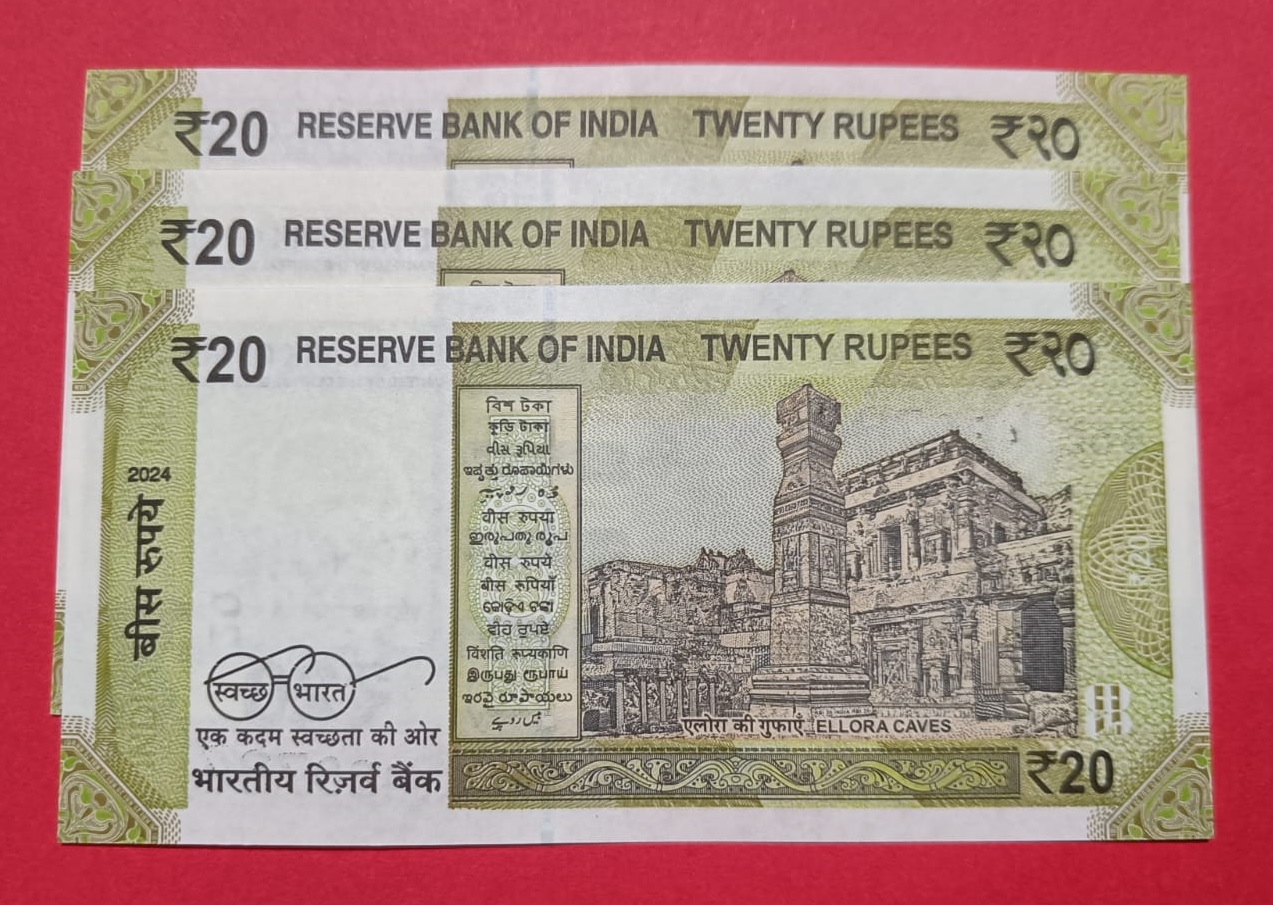 ₹20 RESERVE BANK OF INDIA TWENTY RUPEES ₹२०
₹20 RESERVE BANK OF INDIA TWENTY RUPEES ₹२०
₹20 RESERVE BANK OF INDIA TWENTY RUPEES ₹२०
বিশ টকা
কুড়ি টাকা
વીસ રૂપિયા
ಇಪ್ಪತ್ತು ರೂಪಾಯಿಗಳು
वीस रुपया
ഇരുപതു രൂപ
वीस रुपये
बीस रुपियाँ
କୋଡ଼ିଏ ଟଙ୍କା
ਵੀਹ ਰੁਪਏ
विंशति रूप्यकाणि
இருபது ரூபாய்
ఇరవై రూపాయలు
بیس روپے
2024
बीस रुपये
स्वच्छ भारत
एक कदम स्वच्छता की ओर
भारतीय रिज़र्व बैंक
एलोरा की गुफाएँ ELLORA CAVES
₹20